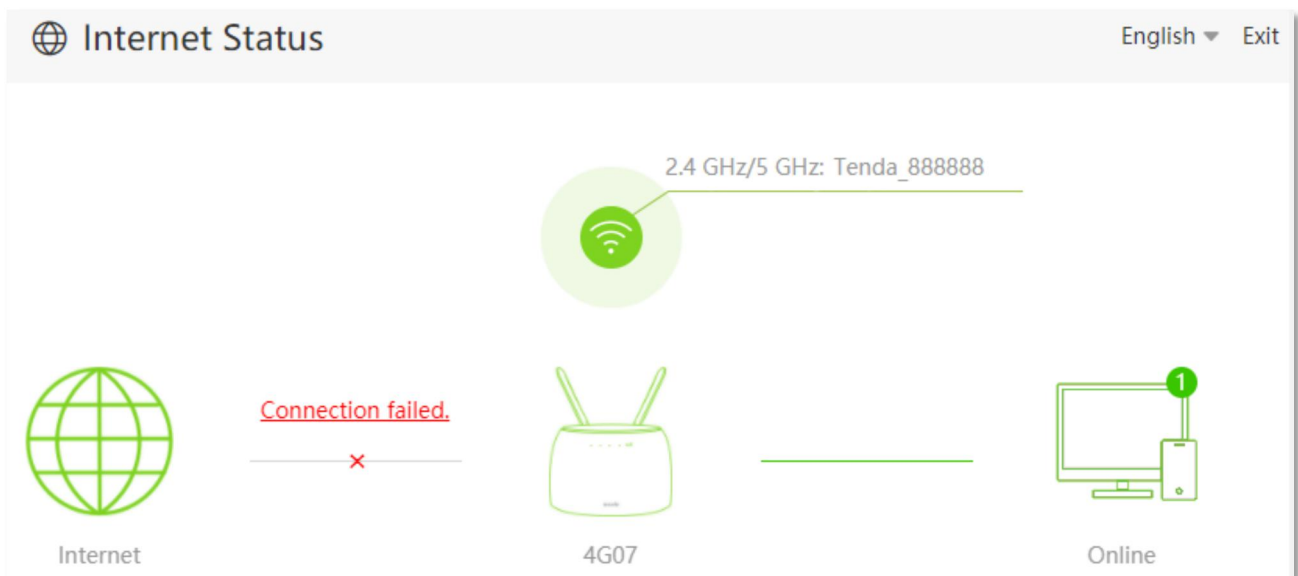 Internet Status
English Exit
2.4 GHz/5 GHz: Tenda_888888
1
Connection failed.
Internet
4G07
Online